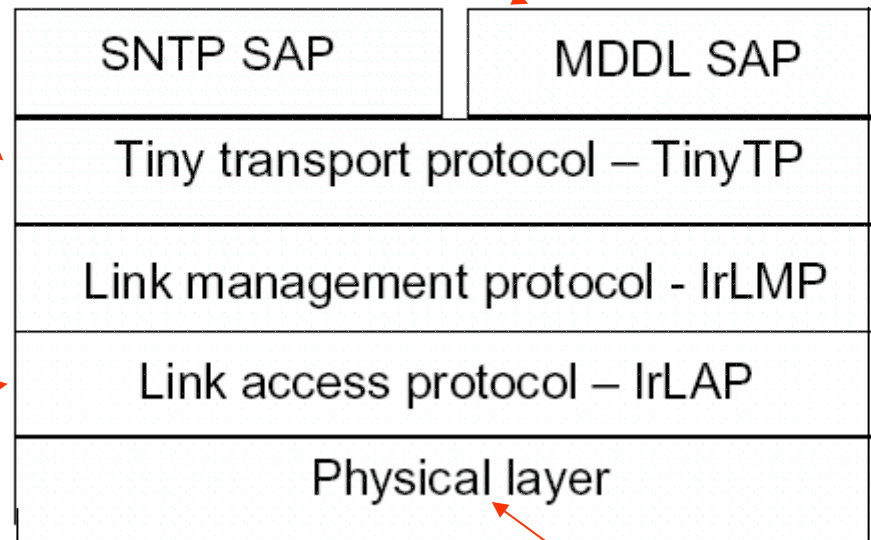 SNTP SAP
MDDL SAP
Tiny transport protocol – TinyTP
Link management protocol - IrLMP
Link access protocol – IrLAP
Physical layer